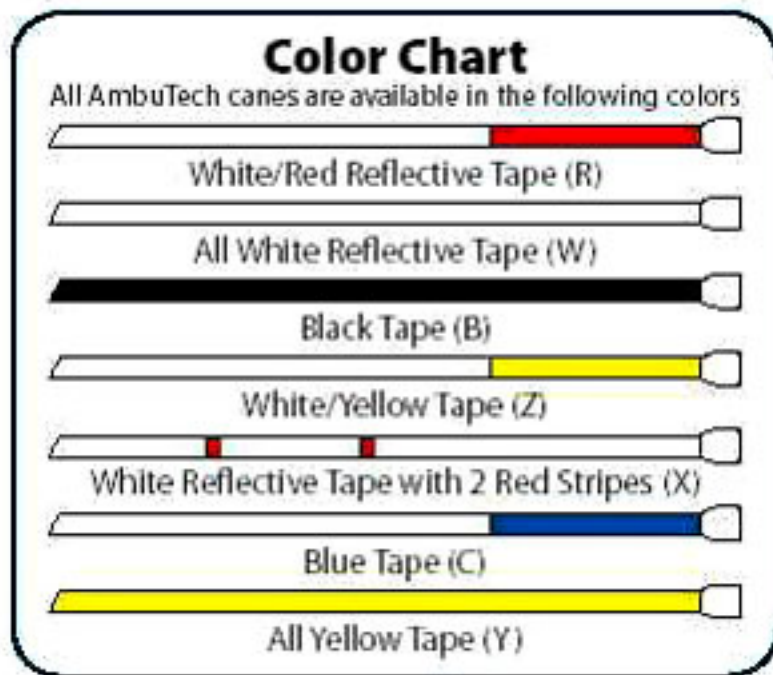 Color Chart
All AmbuTech canes are available in the following colors
White/Red Reflective Tape (R)
All White Reflective Tape (W)
Black Tape (B)
White/Yellow Tape (Z)
White Reflective Tape with 2 Red Stripes (X)
Blue Tape (C)
All Yellow Tape (Y)